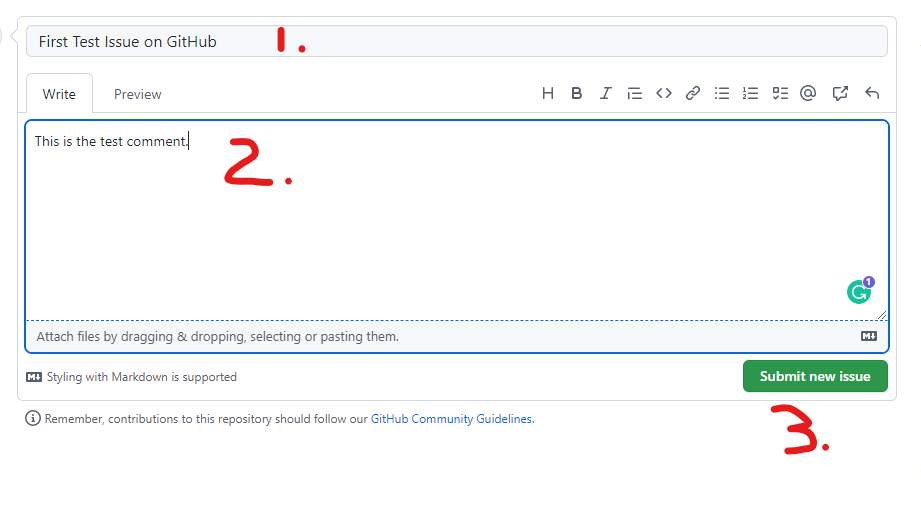 First Test Issue on GitHub 1.
Write Preview H B I @
This is the test comment.
2.
G 1
Attach files by dragging & dropping, selecting or pasting them. M↓
M↓ Styling with Markdown is supported Submit new issue
Remember, contributions to this repository should follow our GitHub Community Guidelines.
3.